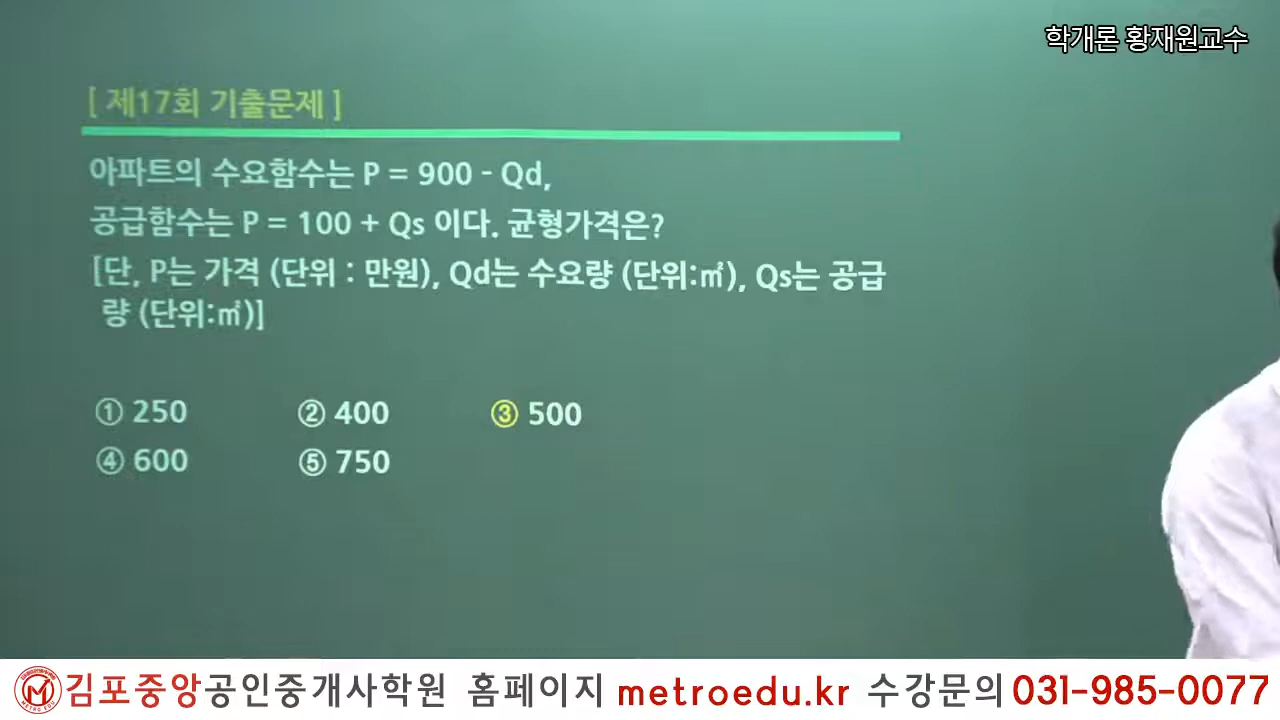 학개론 황재원교수
[ 제17회 기출문제 ]
아파트의 수요함수는 P = 900 - Qd,
공급함수는 P = 100 + Qs 이다. 균형가격은?
[단, P는 가격 (단위 : 만원), Qd는 수요량 (단위:㎡), Qs는 공급
량 (단위:㎡)]
① 250 ② 400 ③ 500
④ 600 ⑤ 750
김포중앙공인중개사학원 홈페이지 metroedu.kr 수강문의 031-985-0077